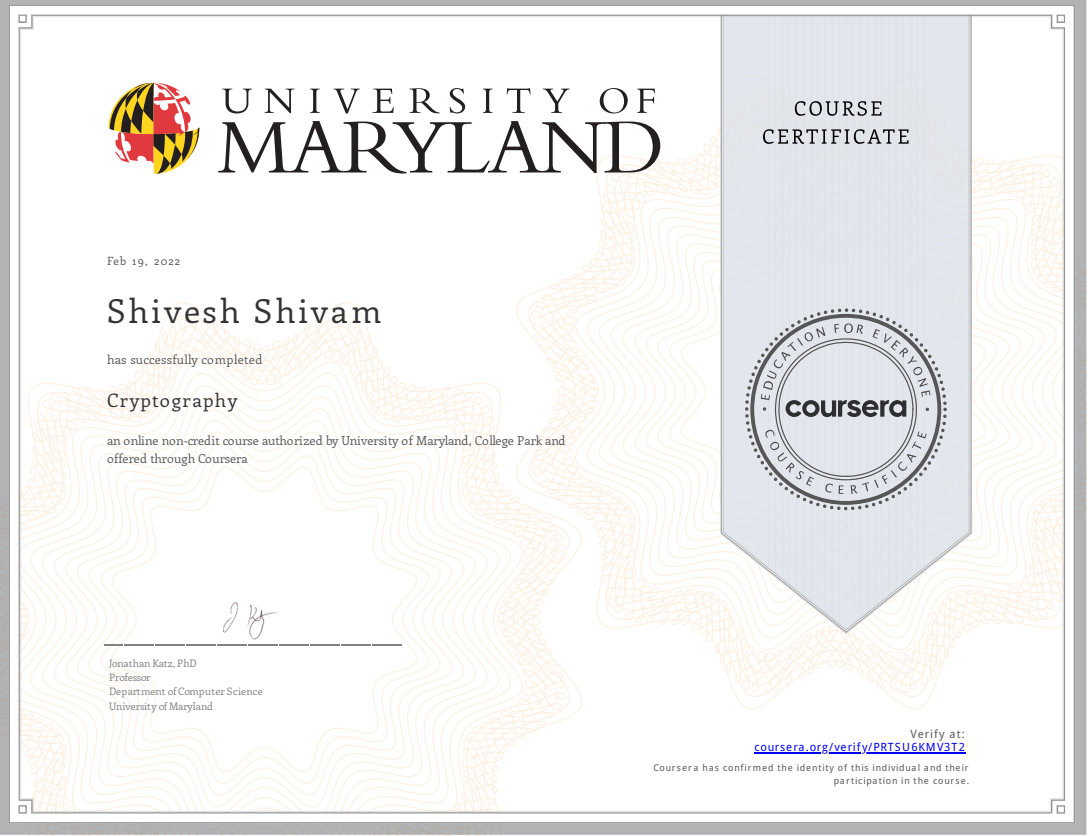 UNIVERSITY OF
MARYLAND
COURSE
CERTIFICATE
Feb 19, 2022
Shivesh Shivam
has successfully completed
Cryptography
an online non-credit course authorized by University of Maryland, College Park and
offered through Coursera
EDUCATION FOR EVERYONE
coursera
COURSE CERTIFICATE
J Katz
Jonathan Katz, PhD
Professor
Department of Computer Science
University of Maryland
Verify at:
coursera.org/verify/PRTSU6KMV3T2
Coursera has confirmed the identity of this individual and their
participation in the course.